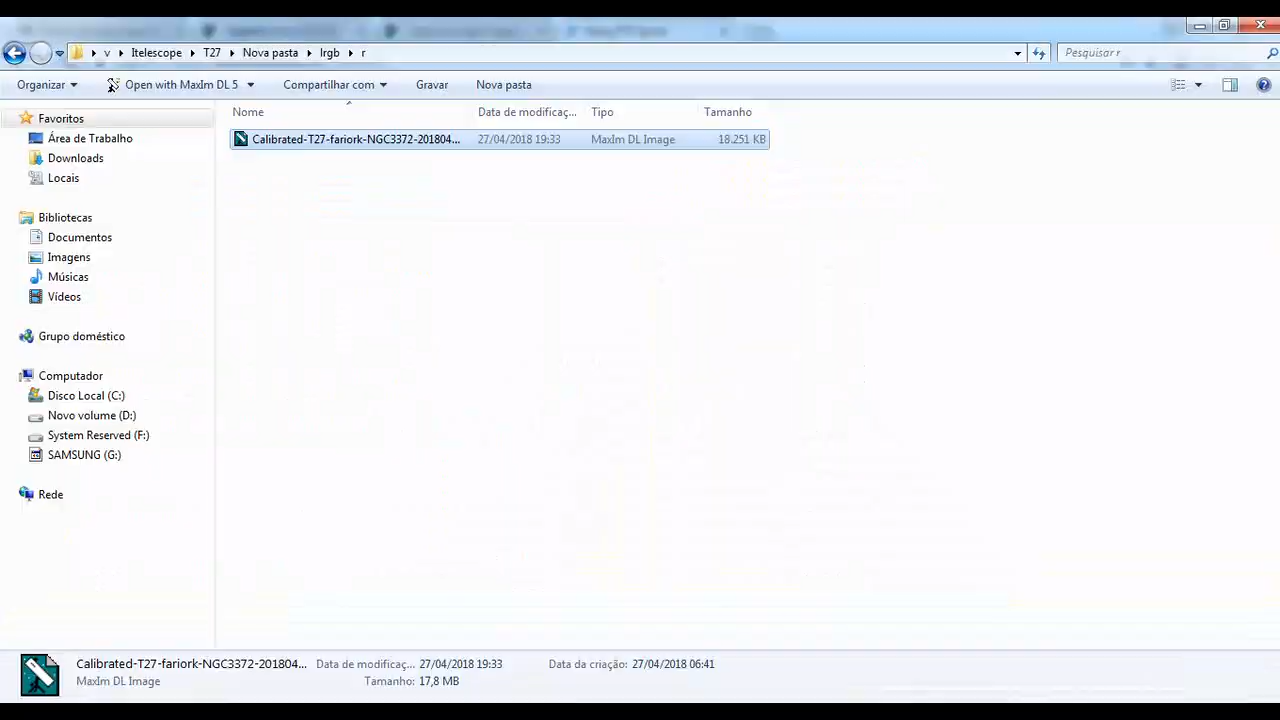 v Itelescope T27 Nova pasta lrgb r
Pesquisar r
Organizar Open with MaxIm DL 5 Compartilhar com Gravar Nova pasta
Nome Data de modificaç... Tipo Tamanho
Calibrated-T27-fariork-NGC3372-201804... 27/04/2018 19:33 MaxIm DL Image 18.251 KB
Favoritos
Área de Trabalho
Downloads
Locais
Bibliotecas
Documentos
Imagens
Músicas
Vídeos
Grupo doméstico
Computador
Disco Local (C:)
Novo volume (D:)
System Reserved (F:)
SAMSUNG (G:)
Rede
Calibrated-T27-fariork-NGC3372-201804... Data de modificaç... 27/04/2018 19:33 Data da criação: 27/04/2018 06:41
MaxIm DL Image Tamanho: 17,8 MB